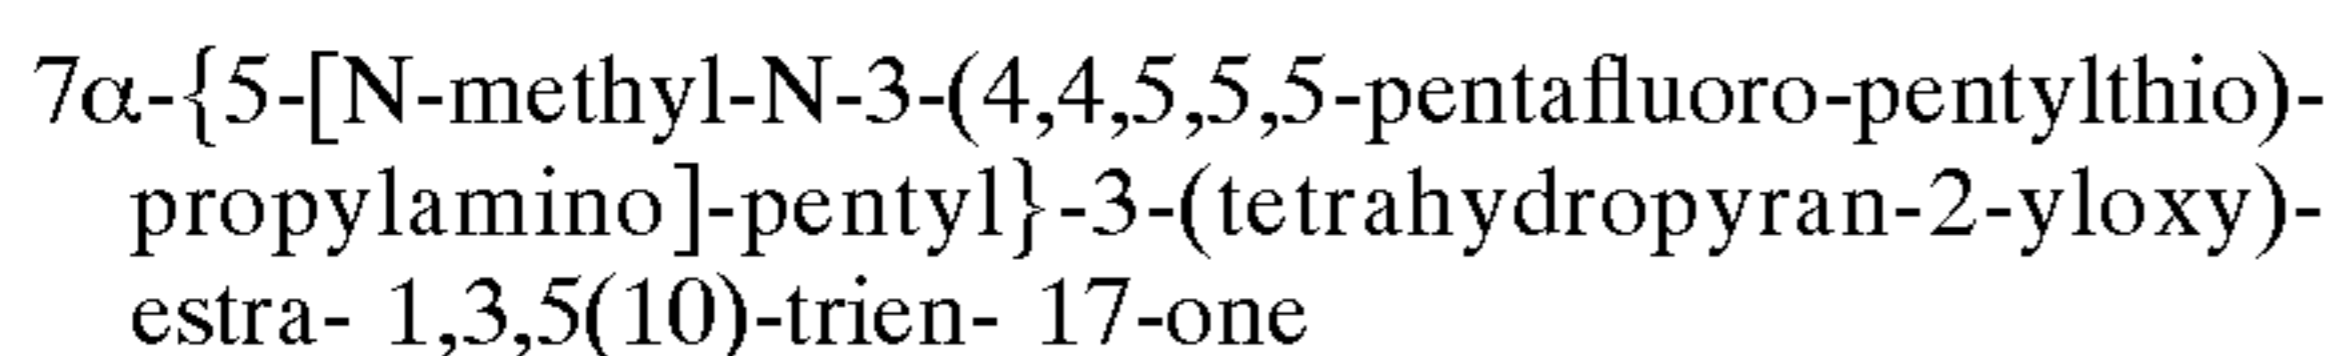 7α-{5-[N-methyl-N-3-(4,4,5,5,5-pentafluoro-pentylthio)-
propylamino]-pentyl}-3-(tetrahydropyran-2-yloxy)-
estra- 1,3,5(10)-trien- 17-one